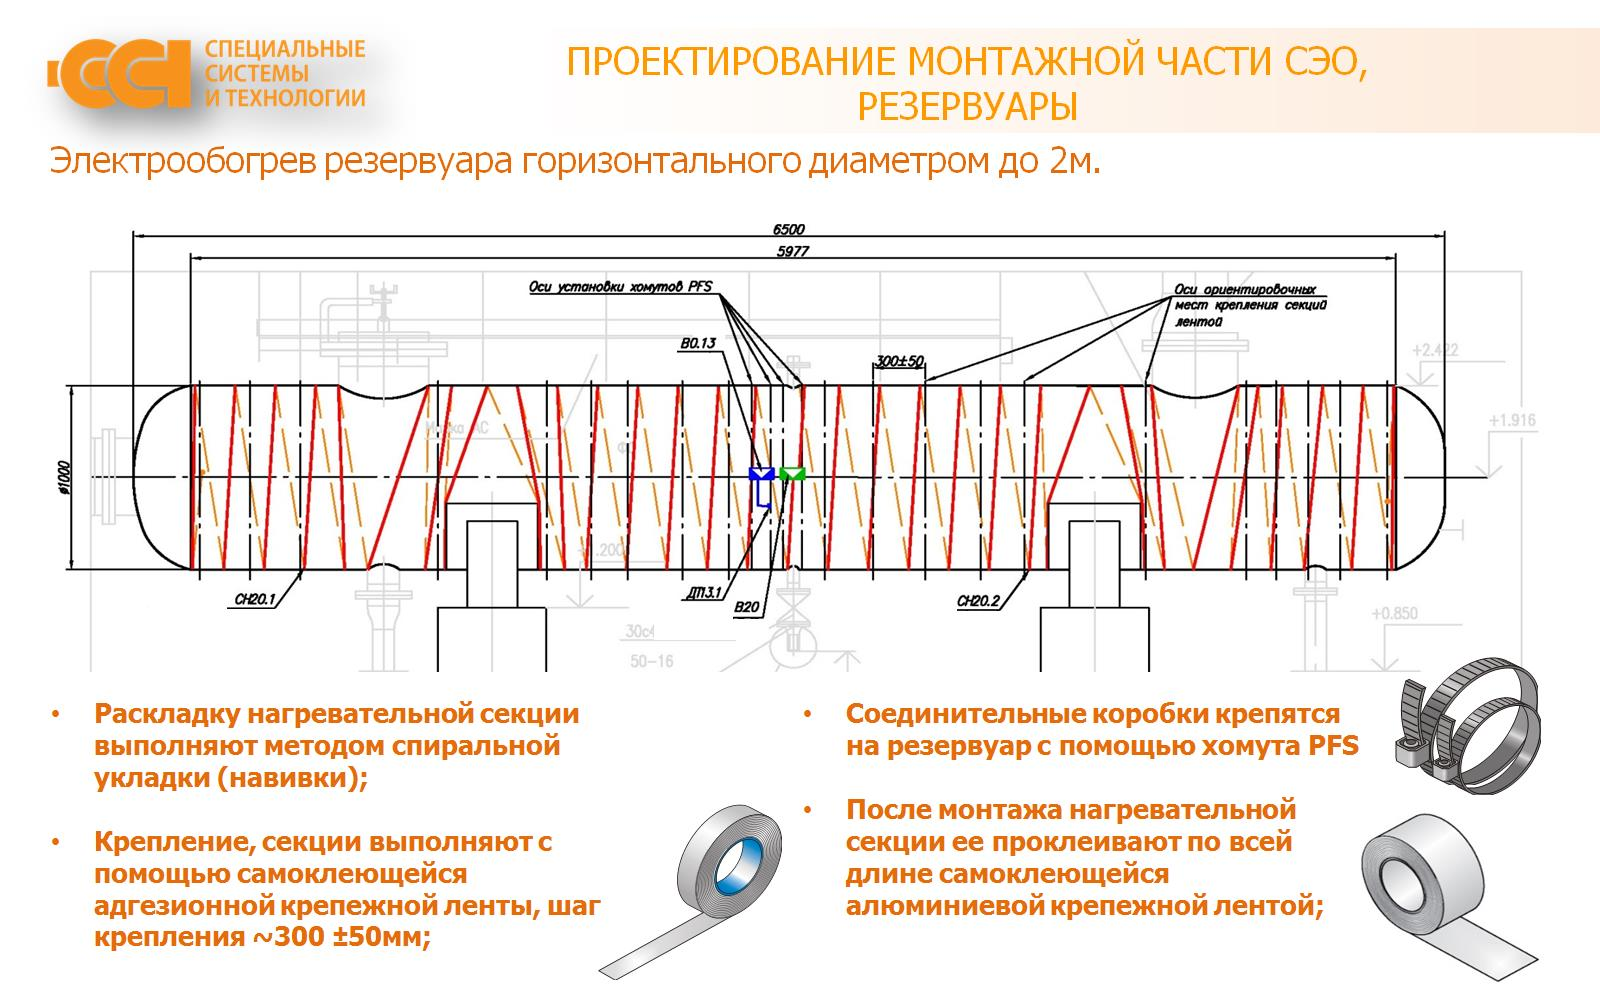 ССТ
СПЕЦИАЛЬНЫЕ
СИСТЕМЫ
И ТЕХНОЛОГИИ
ПРОЕКТИРОВАНИЕ МОНТАЖНОЙ ЧАСТИ СЭО,
РЕЗЕРВУАРЫ
Электрообогрев резервуара горизонтального диаметром до 2м.
6500
5977
Оси установки хомутов PFS
Оси ориентировочных
мест крепления секций
лентой
В0.13
300±50
+2.422
+1.916
ø1000
СН20.1
ДТ13.1
В20
СН20.2
+0.850
30с4
50-16
• Раскладку нагревательной секции
выполняют методом спиральной
укладки (навивки);
• Крепление, секции выполняют с
помощью самоклеющейся
адгезионной крепежной ленты, шаг
крепления ~300 ±50мм;
• Соединительные коробки крепятся
на резервуар с помощью хомута PFS
• После монтажа нагревательной
секции ее проклеивают по всей
длине самоклеющейся
алюминиевой крепежной лентой;